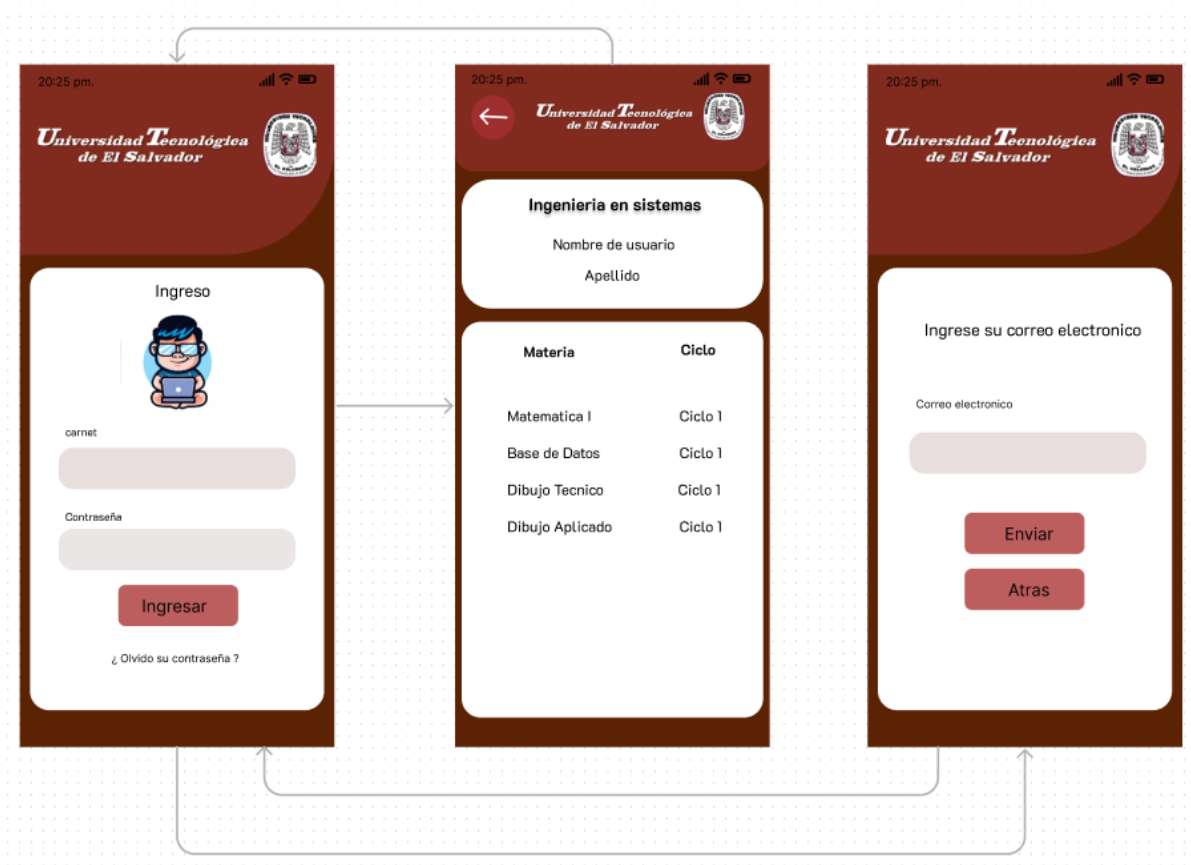 20:25 pm.
Universidad Tecnológica
de El Salvador
Ingreso
carnet
Contraseña
Ingresar
¿ Olvido su contraseña ?
20:25 pm.
Universidad Tecnológica
de El Salvador
Ingenieria en sistemas
Nombre de usuario
Apellido
Materia Ciclo
Matematica I Ciclo 1
Base de Datos Ciclo 1
Dibujo Tecnico Ciclo 1
Dibujo Aplicado Ciclo 1
20:25 pm.
Universidad Tecnológica
de El Salvador
Ingrese su correo electronico
Correo electronico
Enviar
Atras